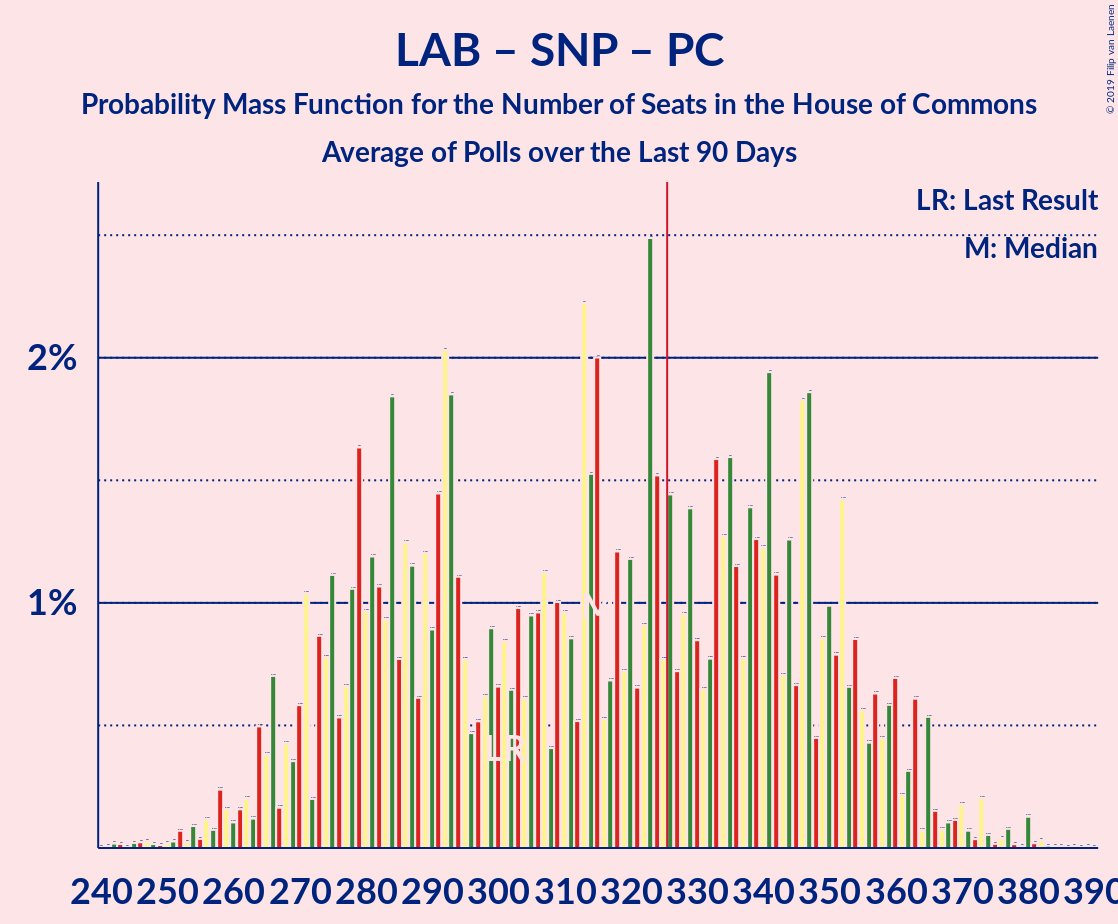 LAB – SNP – PC
Probability Mass Function for the Number of Seats in the House of Commons
Average of Polls over the Last 90 Days
© 2019 Filip van Laenen
LR: Last Result
M: Median
2%
1%
M
LR
240 250 260 270 280 290 300 310 320 330 340 350 360 370 380 390